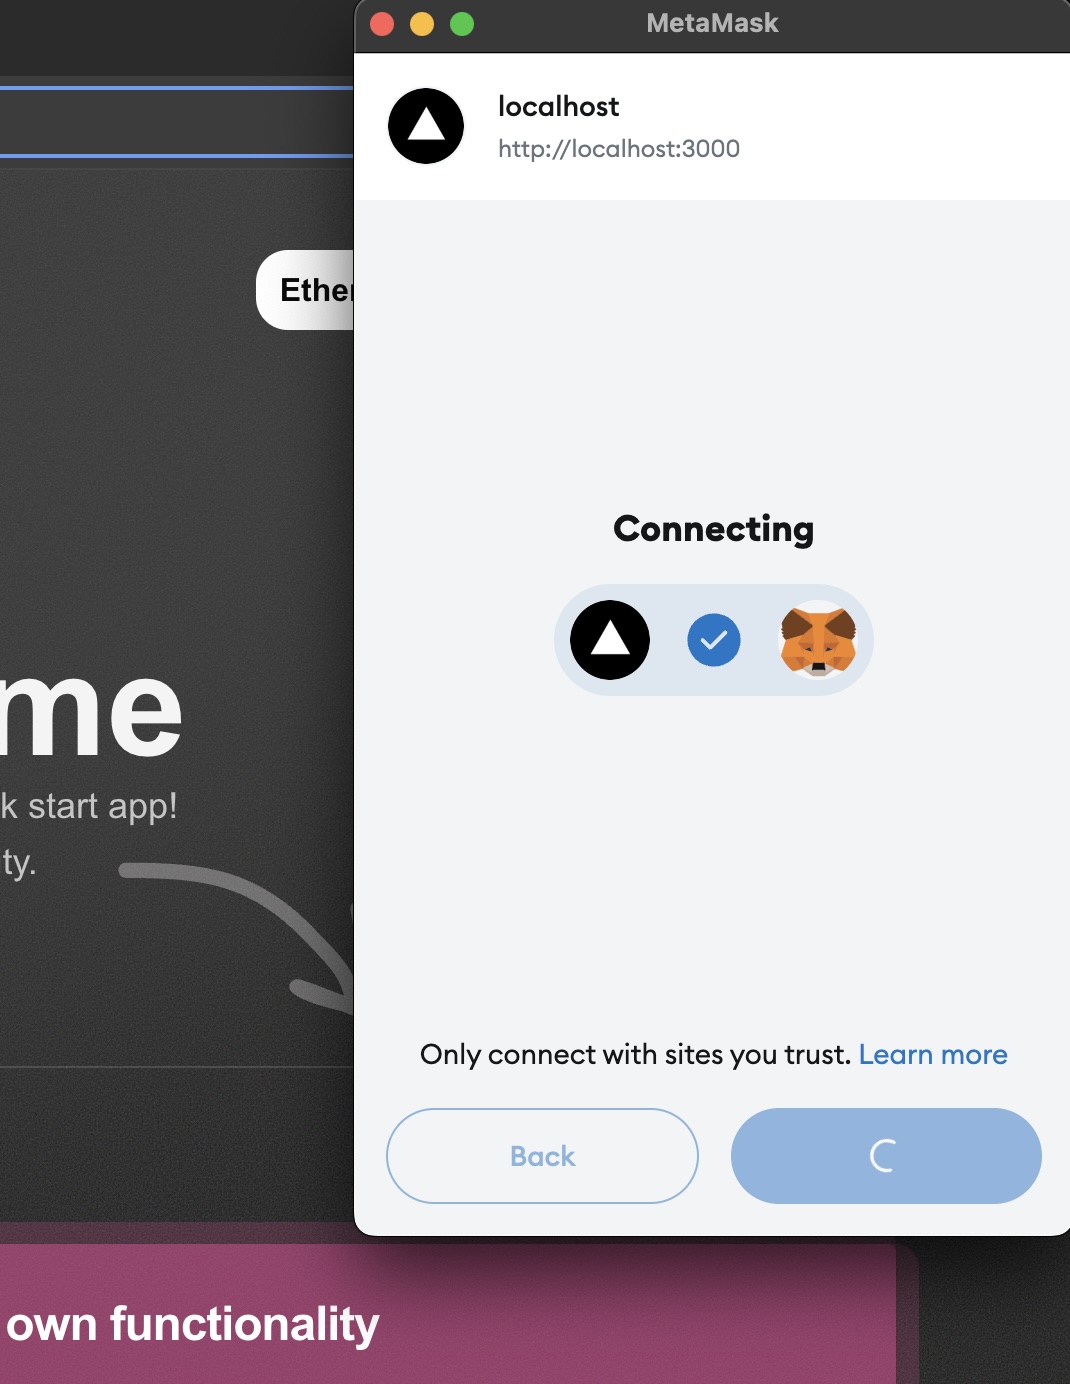 MetaMask
localhost
http://localhost:3000
Connecting
me
k start app!
ty.
Only connect with sites you trust. Learn more
Back
own functionality